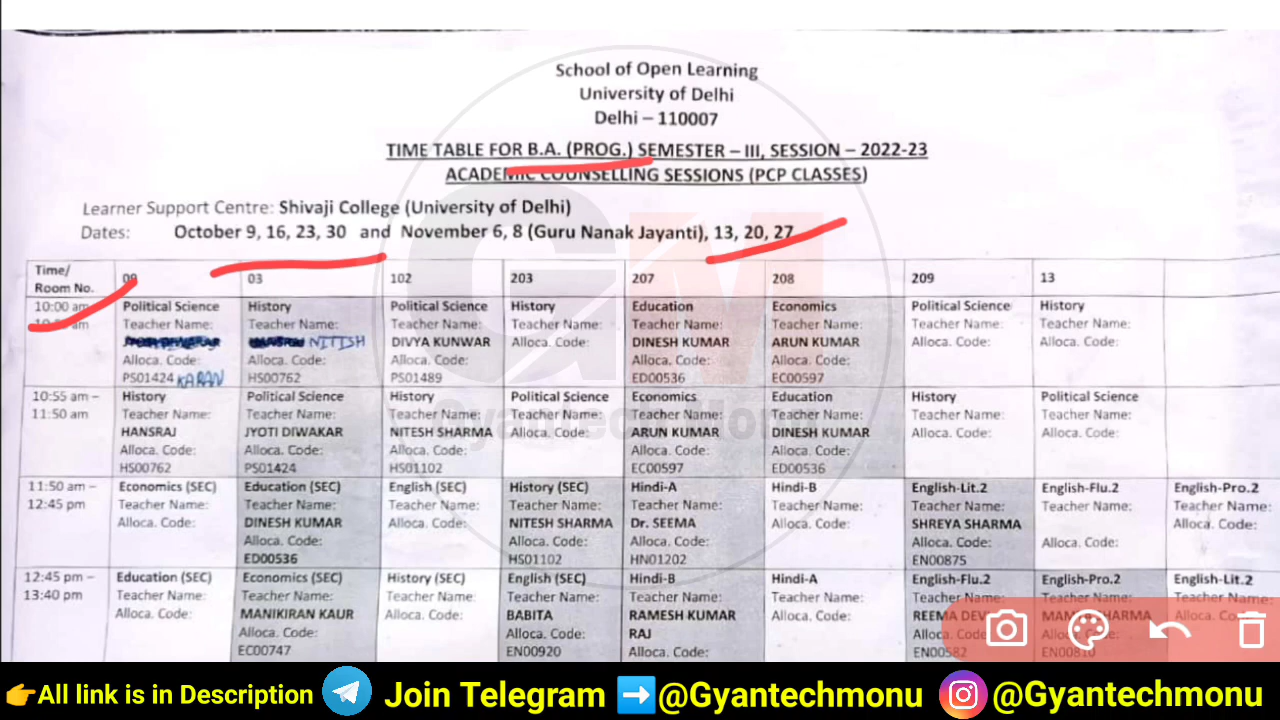 School of Open Learning
University of Delhi
Delhi – 110007
TIME TABLE FOR B.A. (PROG.) SEMESTER – III, SESSION – 2022-23
ACADEMIC COUNSELLING SESSIONS (PCP CLASSES)
Learner Support Centre: Shivaji College (University of Delhi)
Dates: October 9, 16, 23, 30 and November 6, 8 (Guru Nanak Jayanti), 13, 20, 27
Time/ Room No. 09 03 102 203 207 208 209 13
10:00 am Political Science History Political Science History Education Economics Political Science History
Teacher Name: Teacher Name: Teacher Name: Teacher Name: Teacher Name: Teacher Name: Teacher Name: Teacher Name:
NITISH DIVYA KUNWAR Alloca. Code: DINESH KUMAR ARUN KUMAR Alloca. Code: Alloca. Code:
Alloca. Code: Alloca. Code: Alloca. Code: Alloca. Code: Alloca. Code:
PS01424 KARAN HS00762 PS01489 ED00536 EC00597
10:55 am – History Political Science History Political Science Economics Education History Political Science
11:50 am Teacher Name: Teacher Name: Teacher Name: Teacher Name: Teacher Name: Teacher Name: Teacher Name: Teacher Name:
HANSRAJ JYOTI DIWAKAR NITESH SHARMA Alloca. Code: ARUN KUMAR DINESH KUMAR Alloca. Code: Alloca. Code:
Alloca. Code: Alloca. Code: Alloca. Code: Alloca. Code: Alloca. Code:
HS00762 PS01424 HS01102 EC00597 ED00536
11:50 am – Economics (SEC) Education (SEC) English (SEC) History (SEC) Hindi-A Hindi-B English-Lit.2 English-Flu.2 English-Pro.2
12:45 pm Teacher Name: Teacher Name: Teacher Name: Teacher Name: Teacher Name: Teacher Name: Teacher Name: Teacher Name: Teacher Name:
Alloca. Code: DINESH KUMAR Alloca. Code: NITESH SHARMA Dr. SEEMA Alloca. Code: SHREYA SHARMA Alloca. Code:
Alloca. Code: Alloca. Code: Alloca. Code: Alloca. Code: Alloca. Code:
ED00536 HS01102 HN01202 EN00875
12:45 pm – Education (SEC) Economics (SEC) History (SEC) English (SEC) Hindi-B Hindi-A English-Flu.2 English-Pro.2 English-Lit.2
13:40 pm Teacher Name: Teacher Name: Teacher Name: Teacher Name: Teacher Name: Teacher Name: Teacher Name: Teacher Name: Teacher Name:
Alloca. Code: MANIKIRAN KAUR Alloca. Code: BABITA RAMESH KUMAR Alloca. Code: REEMA SHARMA Alloca. Code:
Alloca. Code: Alloca. Code: RAJ Alloca.
EC00747 EN00920 Alloca. Code: EN00582
Gyantech
👉All link is in Description Join Telegram ➡️@Gyantechmonu @Gyantechmonu